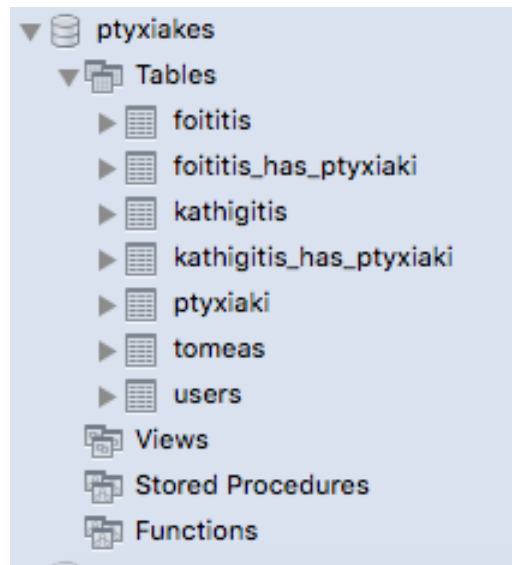 ptyxiakes
Tables
foititis
foititis_has_ptyxiaki
kathigitis
kathigitis_has_ptyxiaki
ptyxiaki
tomeas
users
Views
Stored Procedures
Functions